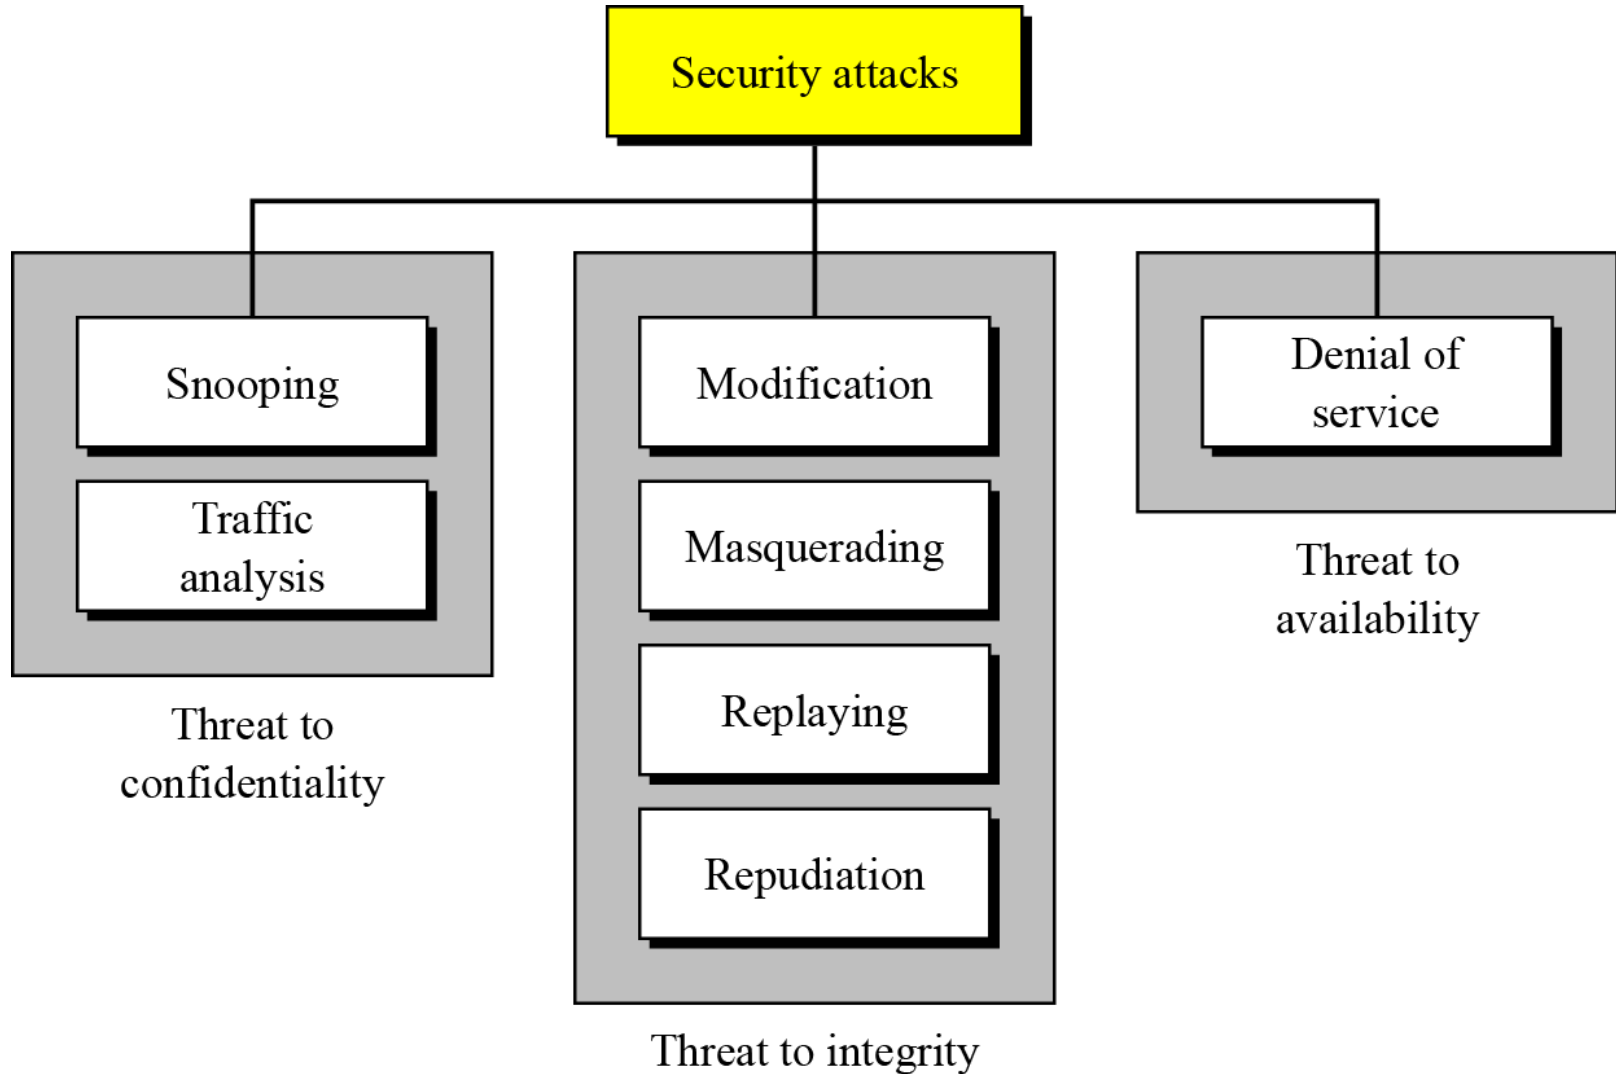 Security attacks
Snooping
Traffic
analysis
Threat to
confidentiality
Modification
Masquerading
Replaying
Repudiation
Threat to integrity
Denial of
service
Threat to
availability